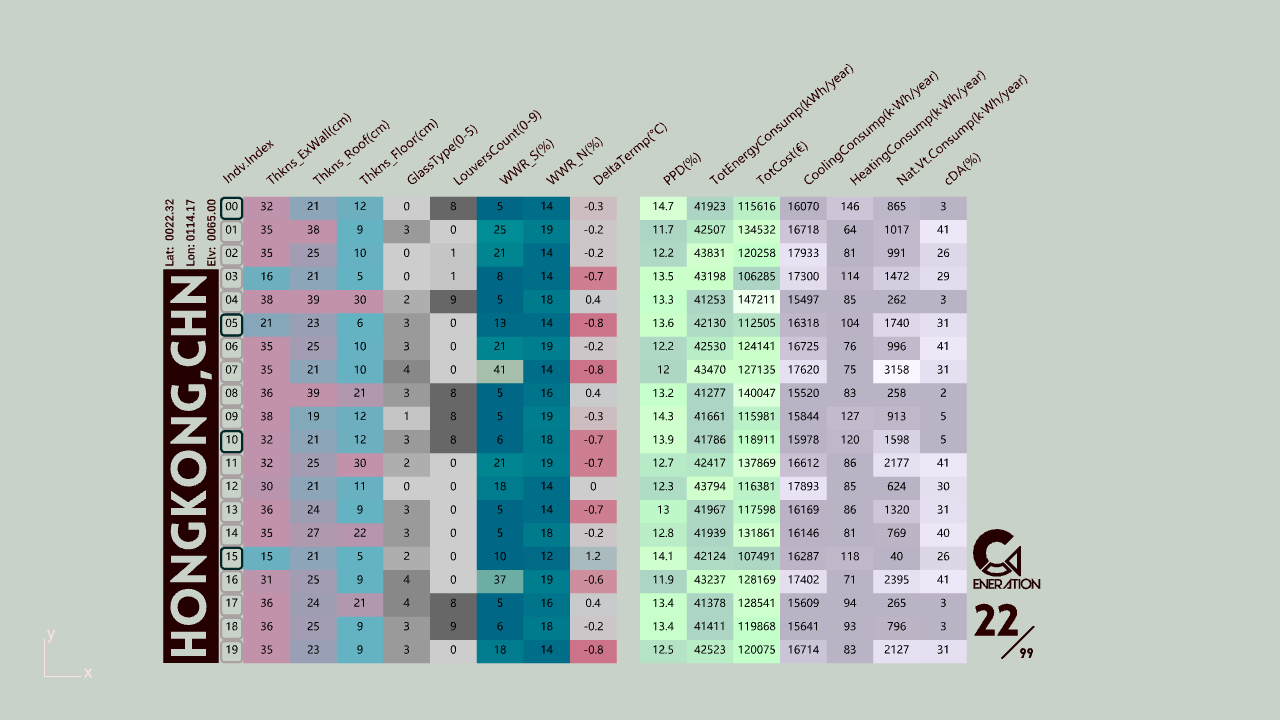 Indv.Index Thkns_ExWall(cm) Thkns_Roof(cm) Thkns_Floor(cm) GlassType(0-5) LouversCount(0-9) WWR_S(%) WWR_N(%) DeltaTermp(°C) PPD(%) TotEnergyConsump(kWh/year) TotCost(€) CoolingConsump(k·Wh/year) HeatingConsump(k·Wh/year) Nat.Vt.Consump(k·Wh/year) cDA(%)
Lat: 0022.32
Lon: 0114.17
Elv: 0065.00
HONGKONG,CHN
00 32 21 12 0 8 5 14 -0.3 14.7 41923 115616 16070 146 865 3
01 35 38 9 3 0 25 19 -0.2 11.7 42507 134532 16718 64 1017 41
02 35 25 10 0 1 21 14 -0.2 12.2 43831 120258 17933 81 991 26
03 16 21 5 0 1 8 14 -0.7 13.5 43198 106285 17300 114 1472 29
04 38 39 30 2 9 5 18 0.4 13.3 41253 147211 15497 85 262 3
05 21 23 6 3 0 13 14 -0.8 13.6 42130 112505 16318 104 1740 31
06 35 25 10 3 0 21 19 -0.2 12.2 42530 124141 16725 76 996 41
07 35 21 10 4 0 41 14 -0.8 12 43470 127135 17620 75 3158 31
08 36 39 21 3 8 5 16 0.4 13.2 41277 140047 15520 83 258 2
09 38 19 12 1 8 5 19 -0.3 14.3 41661 115981 15844 127 913 5
10 32 21 12 3 8 6 18 -0.7 13.9 41786 118911 15978 120 1598 5
11 32 25 30 2 0 21 19 -0.7 12.7 42417 137869 16612 86 2177 41
12 30 21 11 0 0 18 14 0 12.3 43794 116381 17893 85 624 30
13 36 24 9 3 0 5 14 -0.7 13 41967 117598 16169 86 1320 31
14 35 27 22 3 0 5 18 -0.2 12.8 41939 131861 16146 81 769 40
15 15 21 5 2 0 10 12 1.2 14.1 42124 107491 16287 118 40 26
16 31 25 9 4 0 37 19 -0.6 11.9 43237 128169 17402 71 2395 41
17 36 24 21 4 8 5 16 0.4 13.4 41378 128541 15609 94 265 3
18 36 25 9 3 9 6 18 -0.2 13.4 41411 119868 15641 93 796 3
19 35 23 9 3 0 18 14 -0.8 12.5 42523 120075 16714 83 2127 31
GENERATION
22/99
y
x